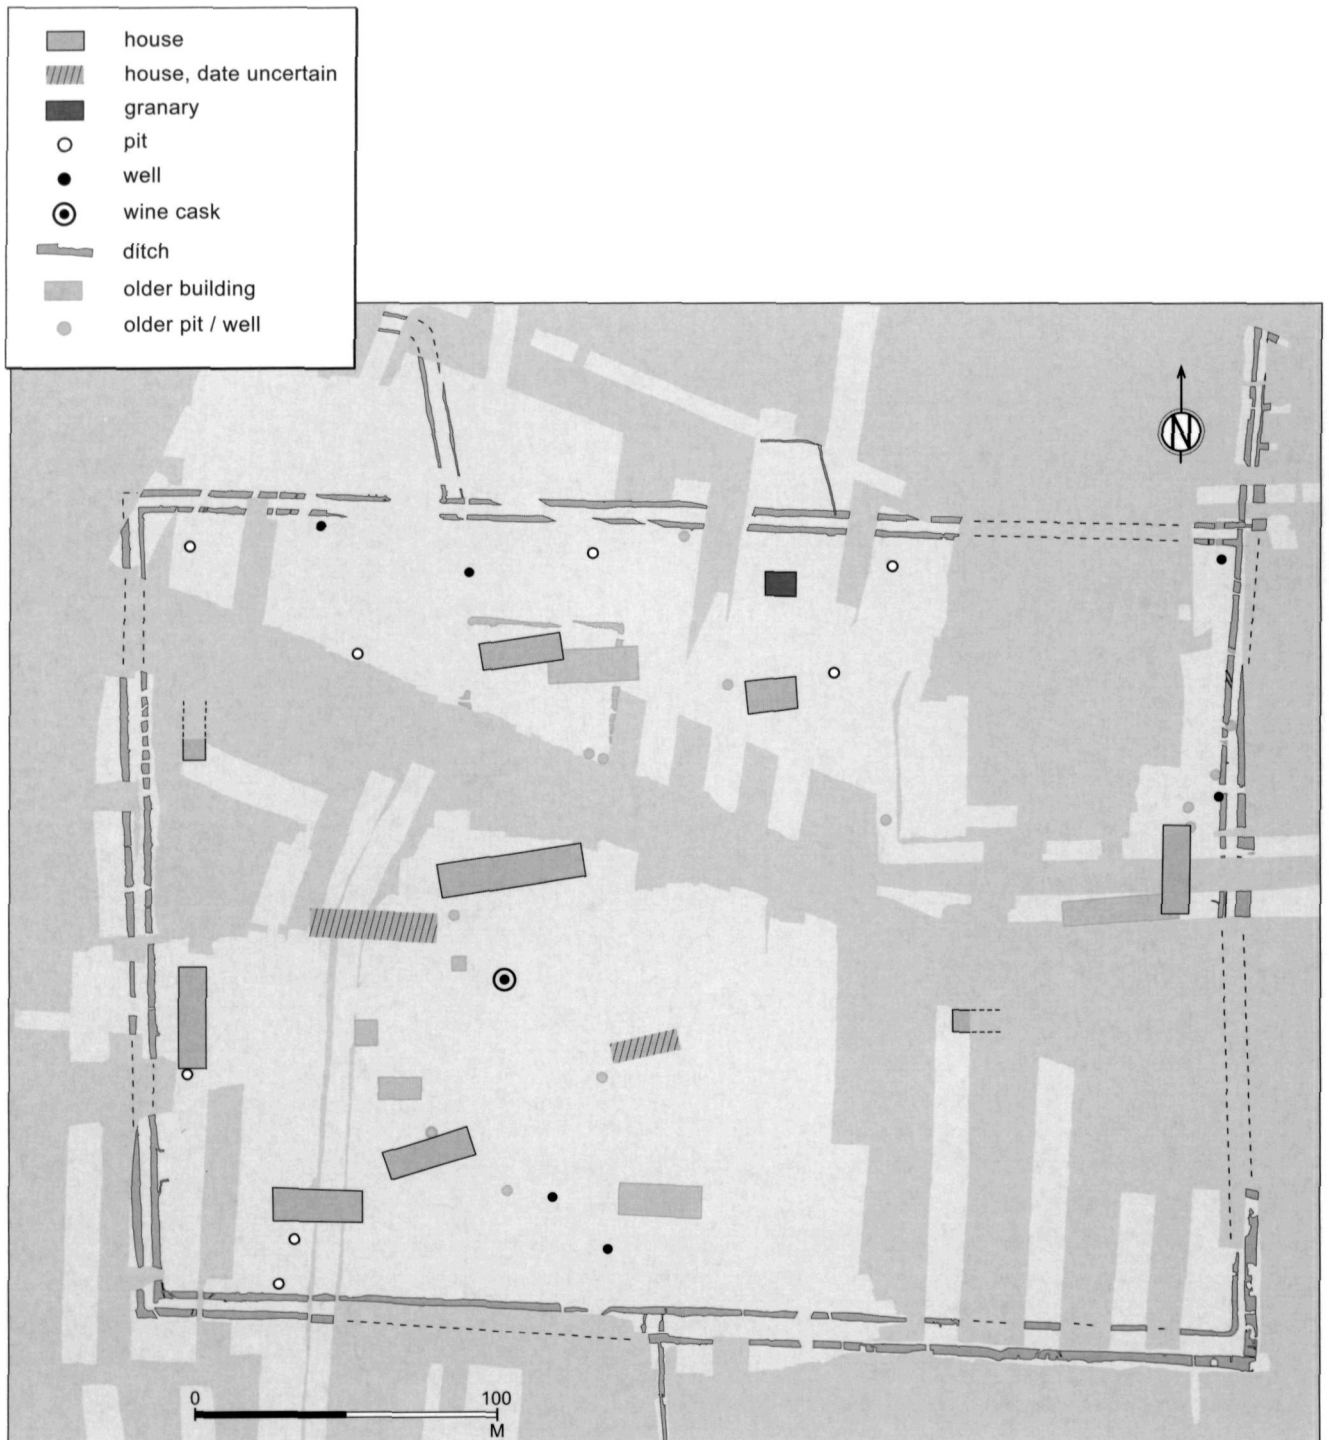 house
house, date uncertain
granary
pit
well
wine cask
ditch
older building
older pit / well
N
0 100
M